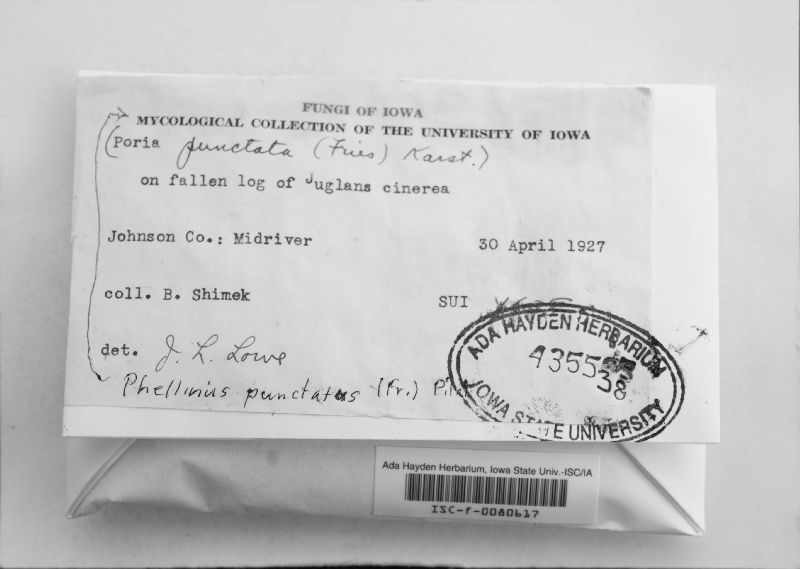 FUNGI OF IOWA
MYCOLOGICAL COLLECTION OF THE UNIVERSITY OF IOWA
(Poria punctata (Fries) Karst.)
on fallen log of Juglans cinerea
Johnson Co.: Midriver 30 April 1927
coll. B. Shimek SUI
det. J. L. Lowe
Phellinus punctatus (Fr.)
ADA HAYDEN HERBARIUM
IOWA STATE UNIVERSITY
Ada Hayden Herbarium, Iowa State Univ.-ISC/IA
ISC-f-0080617